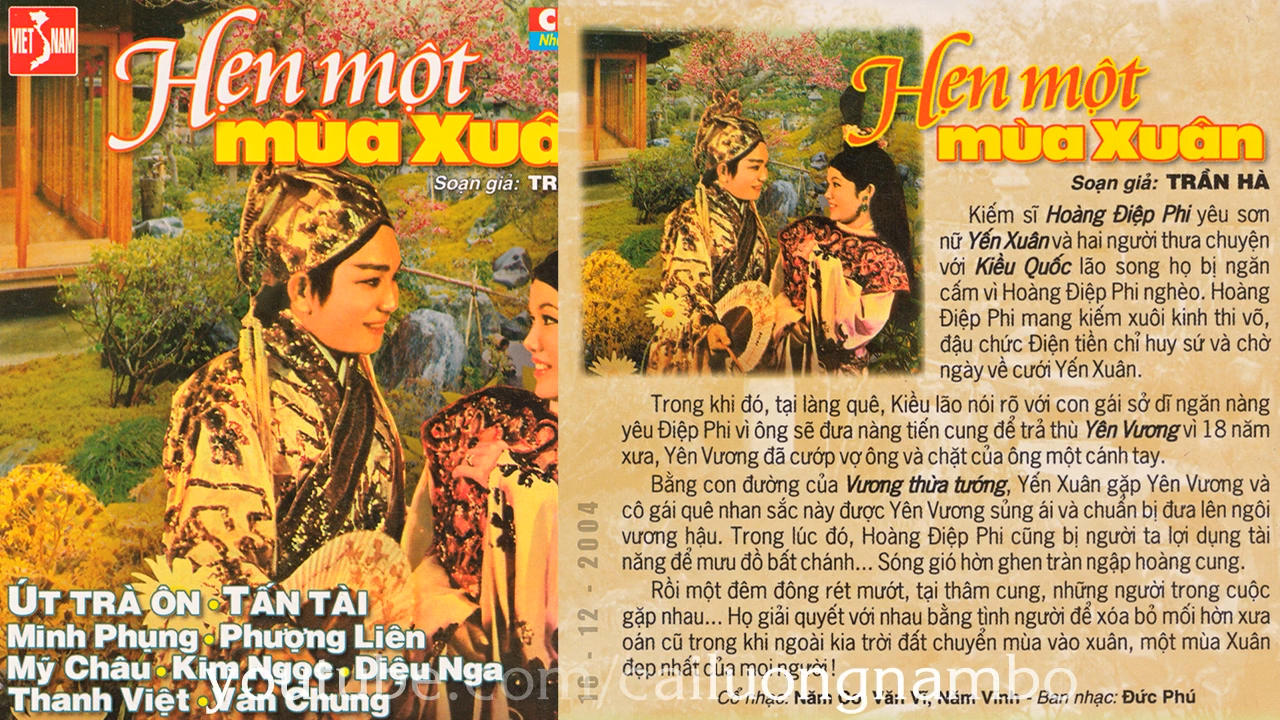 VIET NAM
C
Hẹn một
mùa Xuâ
Soạn giả: TR
ÚT TRÀ ÔN • TẤN TÀI
Minh Phụng • Phượng Liên
Mỹ Châu • Kim Ngọc • Diệu Nga
Thanh Việt • Văn Chung
Hẹn một
mùa Xuân
Soạn giả: TRẦN HÀ
Kiếm sĩ Hoàng Điệp Phi yêu sơn
nữ Yến Xuân và hai người thưa chuyện
với Kiều Quốc lão song họ bị ngăn
cấm vì Hoàng Điệp Phi nghèo. Hoàng
Điệp Phi mang kiếm xuôi kinh thi võ,
đậu chức Điện tiền chỉ huy sứ và chờ
ngày về cưới Yến Xuân.
Trong khi đó, tại làng quê, Kiều lão nói rõ với con gái sở dĩ ngăn nàng
yêu Điệp Phi vì ông sẽ đưa nàng tiến cung để trả thù Yên Vương vì 18 năm
xưa, Yên Vương đã cướp vợ ông và chặt của ông một cánh tay.
Bằng con đường của Vương thừa tướng, Yến Xuân gặp Yên Vương và
cô gái quê nhan sắc này được Yên Vương sủng ái và chuẩn bị đưa lên ngôi
vương hậu. Trong lúc đó, Hoàng Điệp Phi cũng bị người ta lợi dụng tài
năng để mưu đồ bất chánh... Sóng gió hờn ghen tràn ngập hoàng cung.
Rồi một đêm đông rét mướt, tại thâm cung, những người trong cuộc
gặp nhau... Họ giải quyết với nhau bằng tình người để xóa bỏ mối hờn xưa
oán cũ trong khi ngoài kia trời đất chuyển mùa vào xuân, một mùa Xuân
đẹp nhất của mọi người!
Cổ nhạc: Năm Cơ, Văn Vĩ, Năm Vinh - Ban nhạc: Đức Phú
16 - 12 - 2004
youtube.com/cailuongnambo